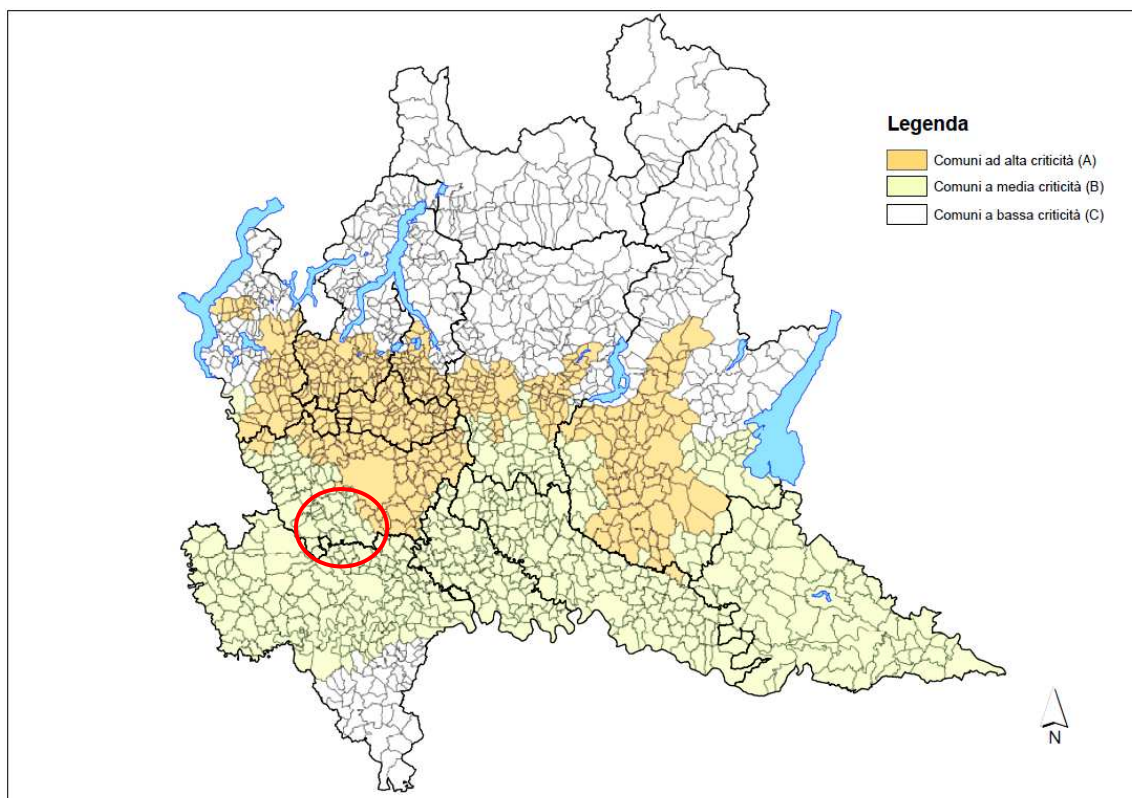 Legenda
Comuni ad alta criticità (A)
Comuni a media criticità (B)
Comuni a bassa criticità (C)
N